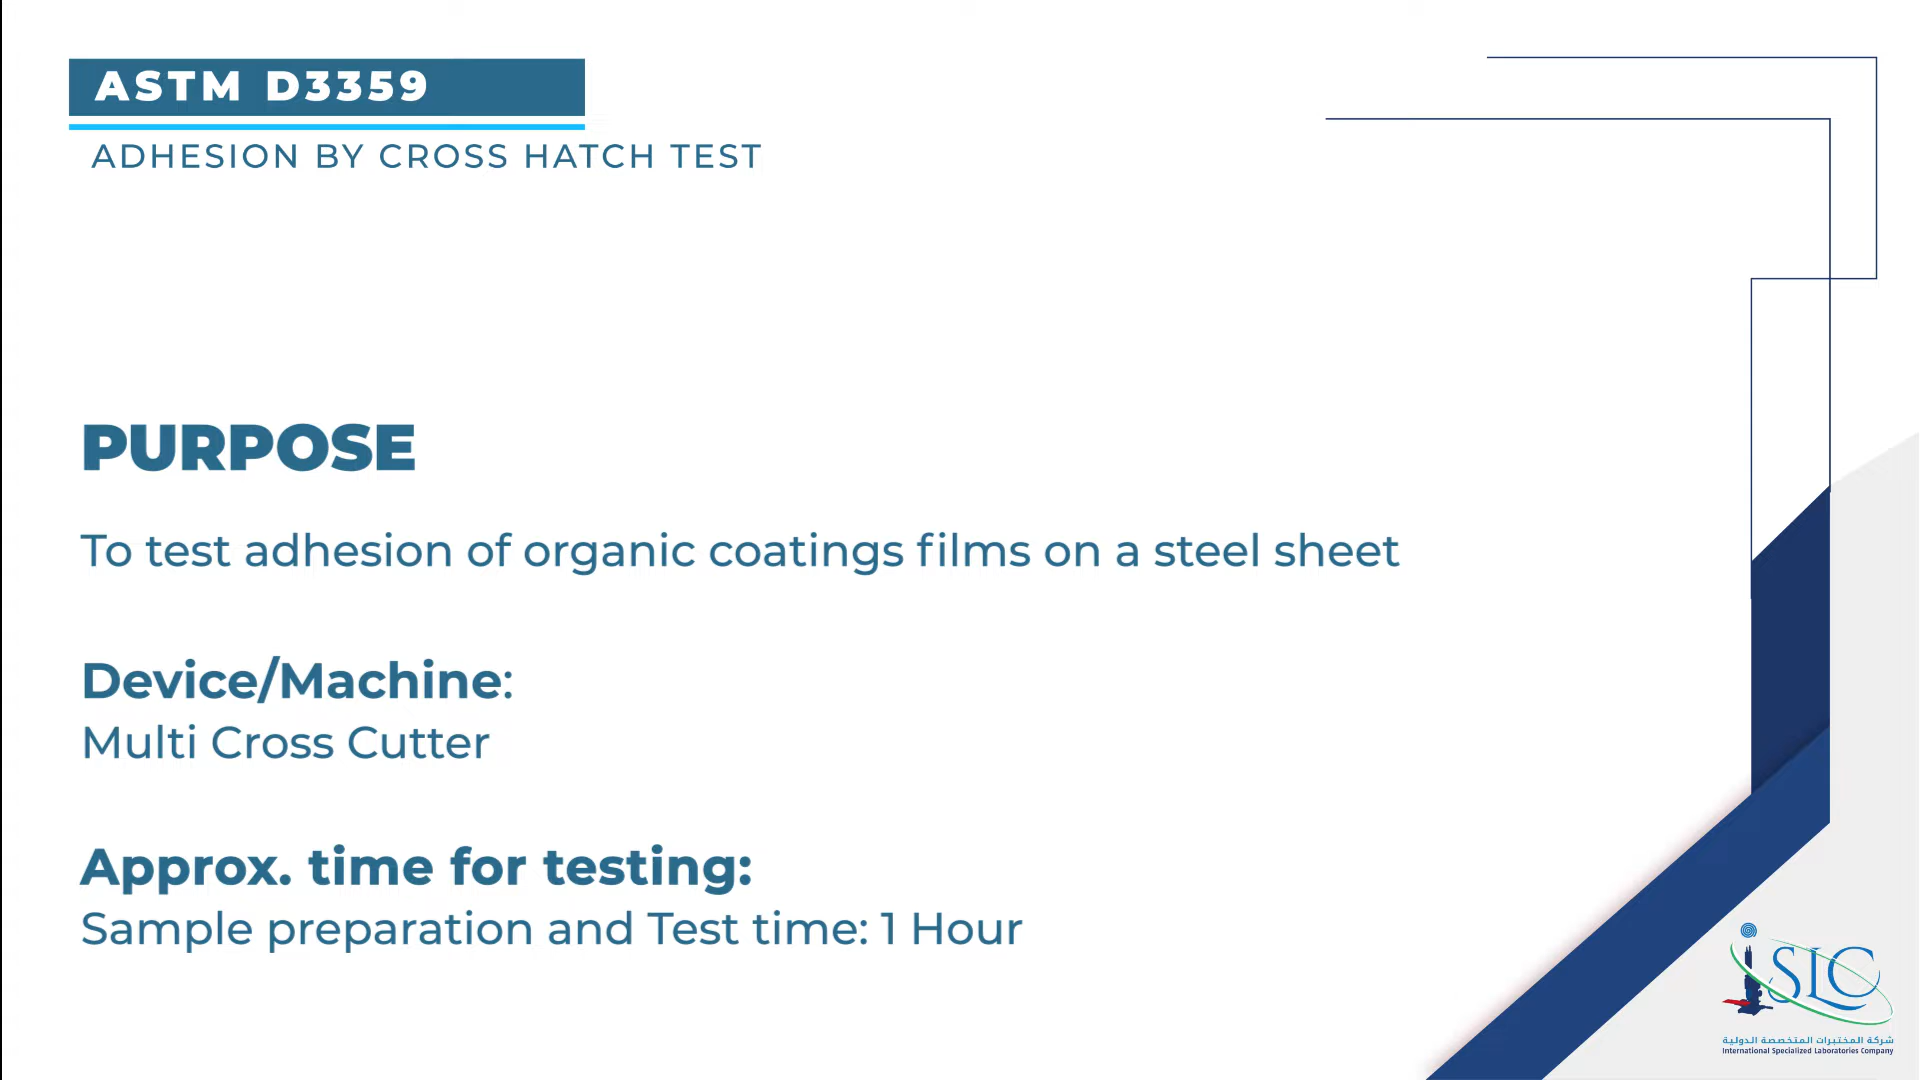 ASTM D3359
ADHESION BY CROSS HATCH TEST
PURPOSE
To test adhesion of organic coatings films on a steel sheet
Device/Machine:
Multi Cross Cutter
Approx. time for testing:
Sample preparation and Test time: 1 Hour
iSLC
شركة المختبرات المتخصصة الدولية
International Specialized Laboratories Company